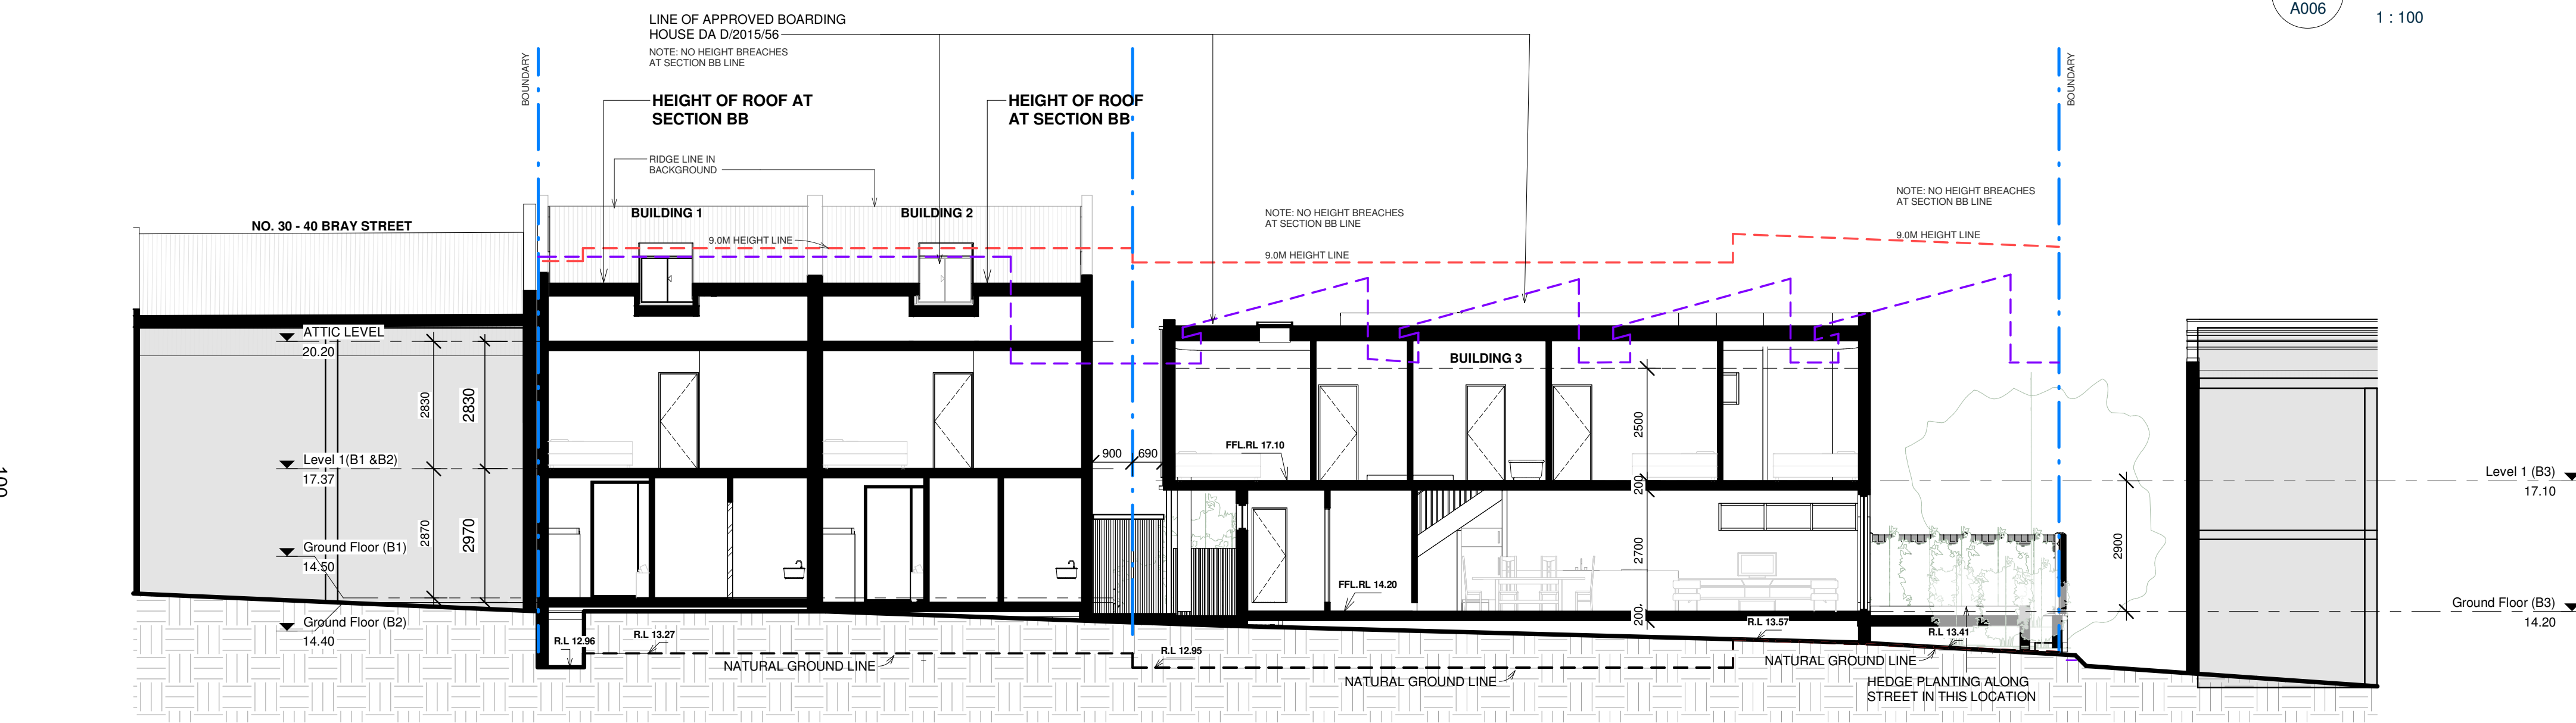 A006
1 : 100
LINE OF APPROVED BOARDING
HOUSE DA D/2015/56
NOTE: NO HEIGHT BREACHES
AT SECTION BB LINE
BOUNDARY
BOUNDARY
HEIGHT OF ROOF AT
SECTION BB
HEIGHT OF ROOF
AT SECTION BB
RIDGE LINE IN
BACKGROUND
NOTE: NO HEIGHT BREACHES
AT SECTION BB LINE
NOTE: NO HEIGHT BREACHES
AT SECTION BB LINE
NO. 30 - 40 BRAY STREET
BUILDING 1
BUILDING 2
9.0M HEIGHT LINE
9.0M HEIGHT LINE
9.0M HEIGHT LINE
ATTIC LEVEL
20.20
BUILDING 3
2830
2830
2500
FFL.RL 17.10
900
690
Level 1(B1 &B2)
17.37
Level 1 (B3)
17.10
200
100
2870
2970
2700
2900
Ground Floor (B1)
14.50
FFL.RL 14.20
Ground Floor (B3)
14.20
200
Ground Floor (B2)
14.40
R.L 12.96
R.L 13.27
R.L 12.95
R.L 13.57
R.L 13.41
NATURAL GROUND LINE
NATURAL GROUND LINE
NATURAL GROUND LINE
HEDGE PLANTING ALONG
STREET IN THIS LOCATION